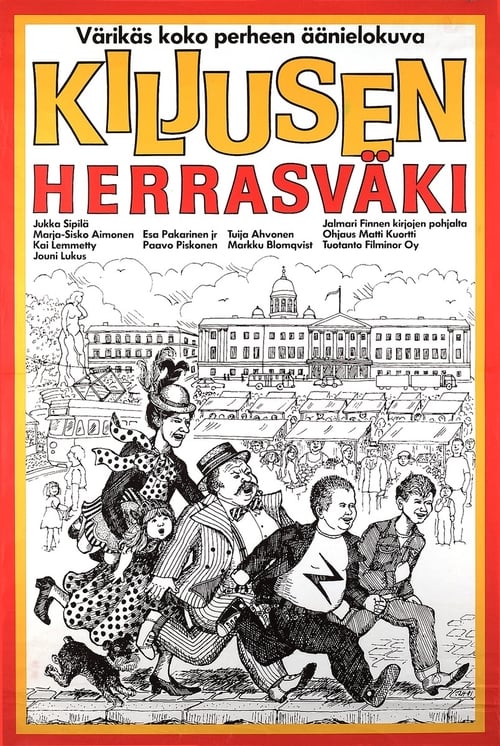 Värikäs koko perheen äänielokuva
KILJUSEN
HERRASVÄKI
Jukka Sipilä
Marja-Sisko Aimonen Esa Pakarinen jr Tuija Ahvonen Jalmari Finnen kirjojen pohjalta
Kai Lemmetty Paavo Piskonen Markku Blomqvist Ohjaus Matti Kuortti
Jouni Lukus Tuotanto Filminor Oy
N